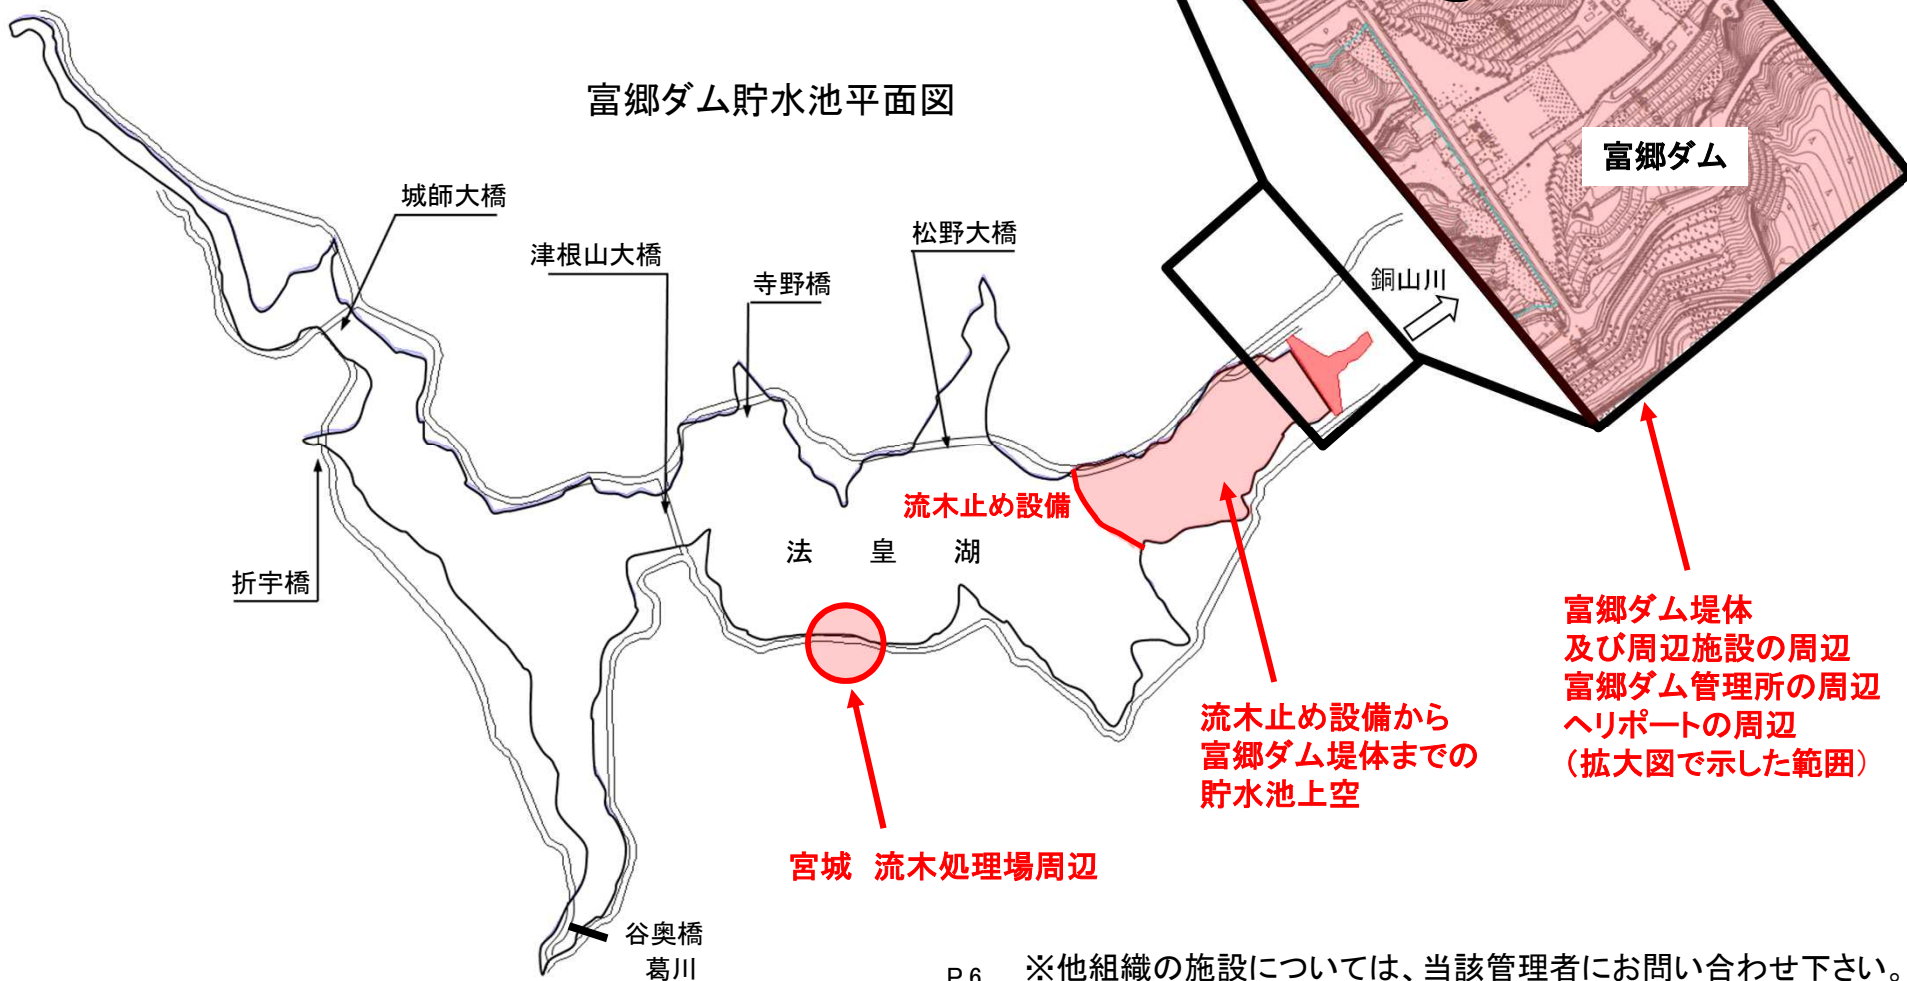 富郷ダム貯水池平面図
富郷ダム
城師大橋
津根山大橋
寺野橋
松野大橋
銅山川
流木止め設備
法 皇 湖
折宇橋
富郷ダム堤体
及び周辺施設の周辺
富郷ダム管理所の周辺
ヘリポートの周辺
（拡大図で示した範囲）
流木止め設備から
富郷ダム堤体までの
貯水池上空
宮城 流木処理場周辺
谷奥橋
葛川
P.6
※他組織の施設については、当該管理者にお問い合わせ下さい。